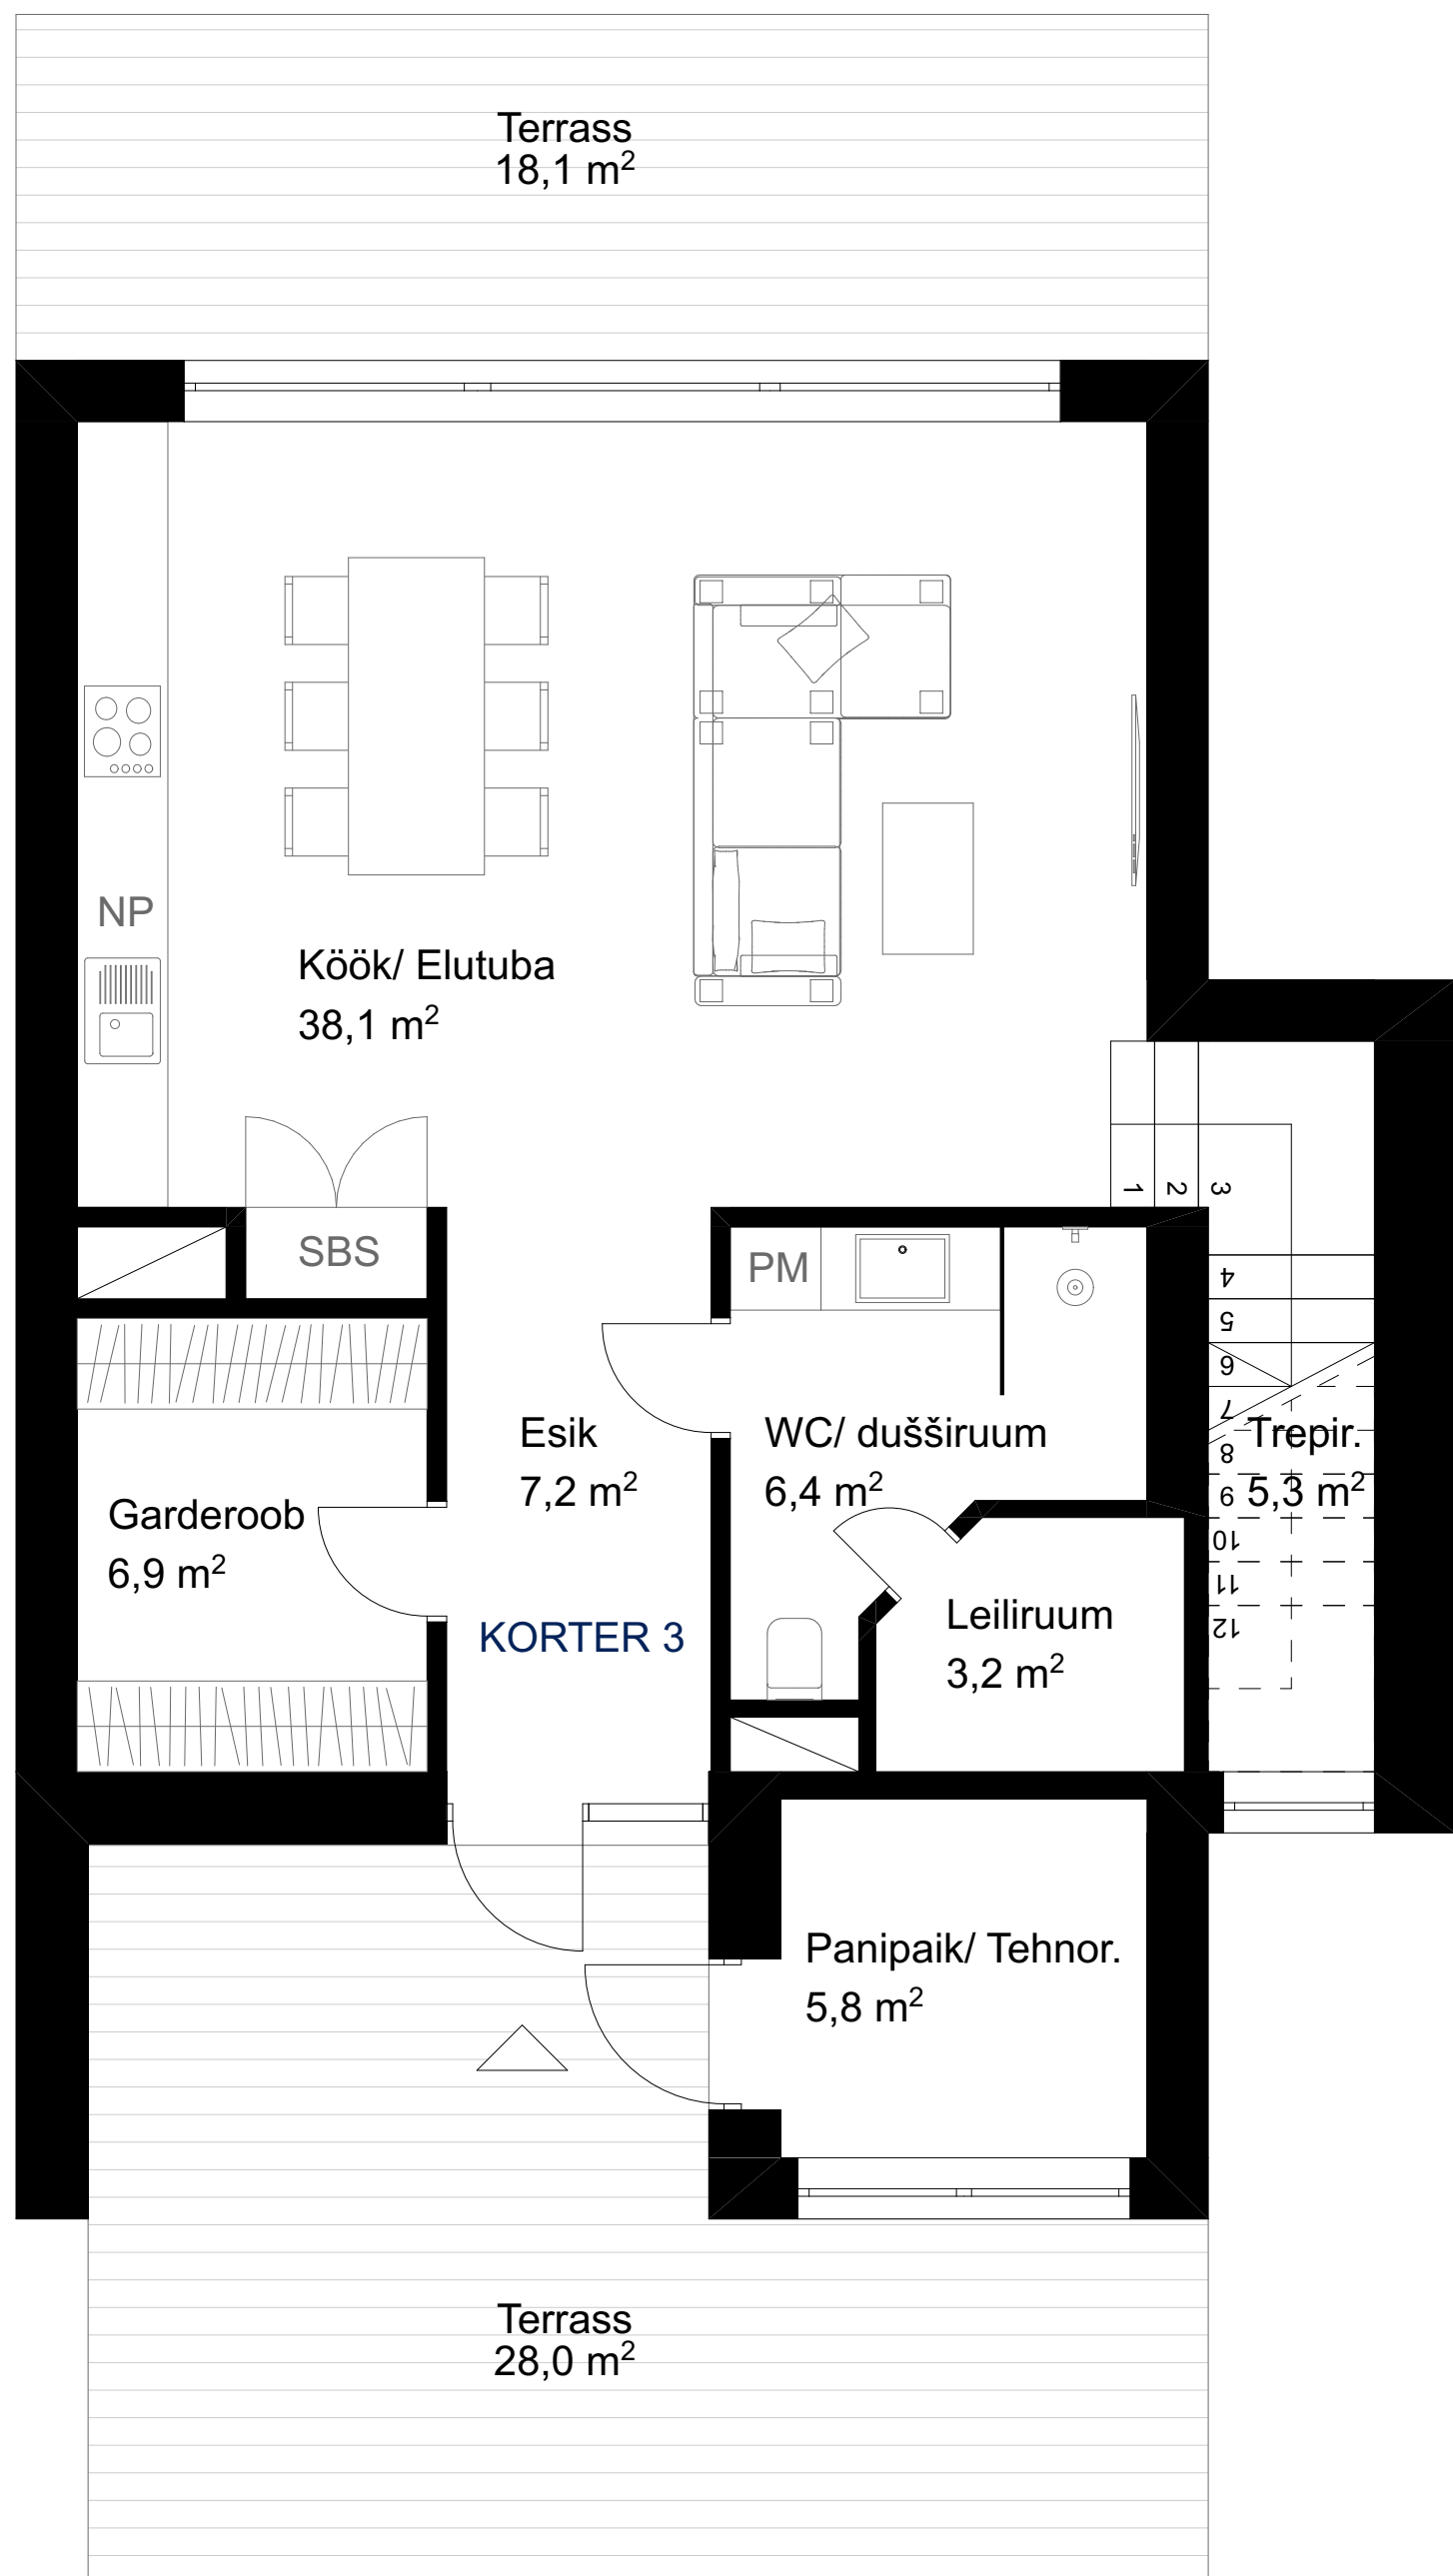 Terrass
18,1 m²
NP
Köök/ Elutuba
38,1 m²
1 2 3
SBS
PM
4
5
6
7
8
9
10
11
12
Esik
7,2 m²
WC/ dušširuum
6,4 m²
Trepir.
5,3 m²
Garderoob
6,9 m²
KORTER 3
Leiliruum
3,2 m²
Panipaik/ Tehnor.
5,8 m²
Terrass
28,0 m²